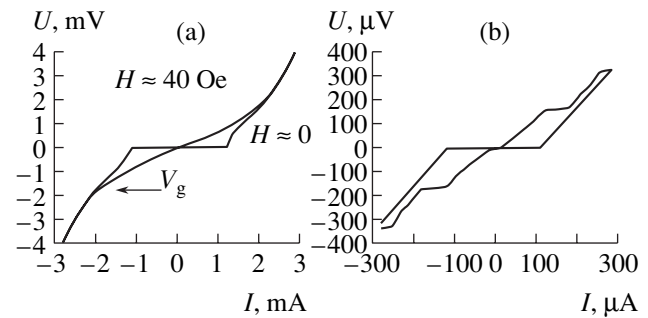 U, mV (a) U, μV (b)
4 400
3 H ≈ 40 Oe 300
2 200
1 100
0 H ≈ 0 0
−1 −100
−2 V_g −200
−3 −300
−4 −400
−3 −2 −1 0 1 2 3 −300 −100 0 100 300
I, mA I, μA